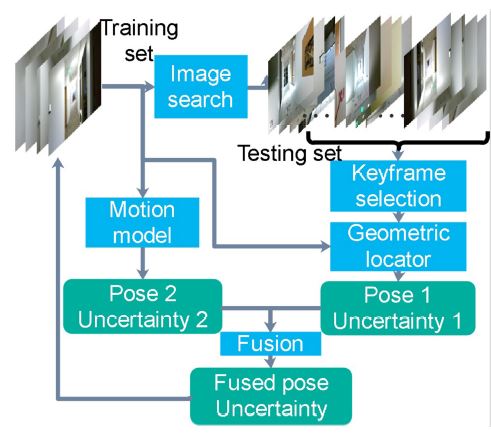 Training
set
Image
search
Testing set
Keyframe
selection
Motion
model
Geometric
locator
Pose 2
Uncertainty 2
Pose 1
Uncertainty 1
Fusion
Fused pose
Uncertainty